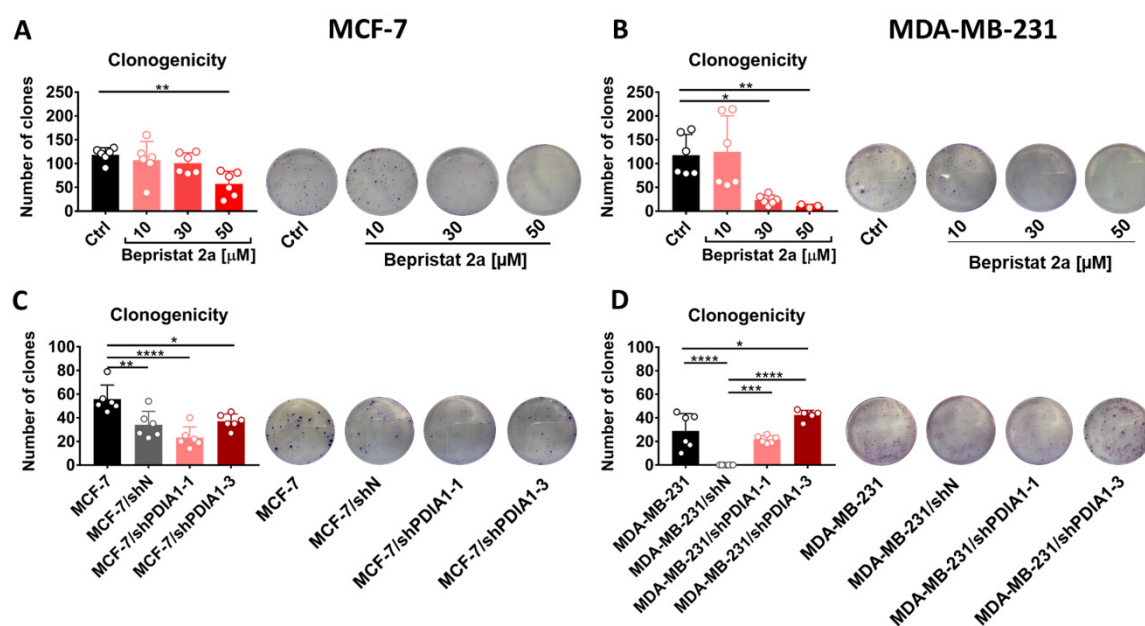 A
MCF-7
B
MDA-MB-231
Clonogenicity
**
Number of clones
250
200
150
100
50
0
Ctrl
10
30
50
Bepristat 2a [µM]
Ctrl
10
30
50
Bepristat 2a [µM]
Clonogenicity
**
*
Number of clones
250
200
150
100
50
0
Ctrl
10
30
50
Bepristat 2a [µM]
Ctrl
10
30
50
Bepristat 2a [µM]
C
Clonogenicity
*
****
**
Number of clones
100
80
60
40
20
0
MCF-7
MCF-7/shN
MCF-7/shPDIA1-1
MCF-7/shPDIA1-3
MCF-7
MCF-7/shN
MCF-7/shPDIA1-1
MCF-7/shPDIA1-3
D
Clonogenicity
*
****
****
***
Number of clones
100
80
60
40
20
0
MDA-MB-231
MDA-MB-231/shN
MDA-MB-231/shPDIA1-1
MDA-MB-231/shPDIA1-3
MDA-MB-231
MDA-MB-231/shN
MDA-MB-231/shPDIA1-1
MDA-MB-231/shPDIA1-3